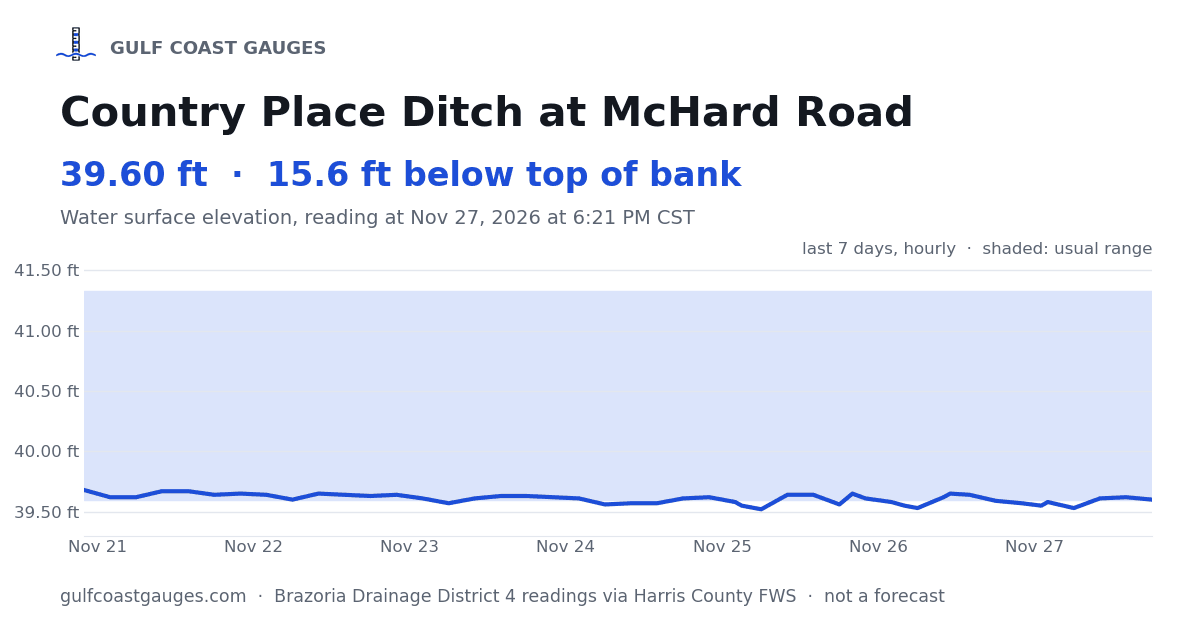 GULF COAST GAUGES
Country Place Ditch at McHard Road
39.60 ft · 15.6 ft below top of bank
Water surface elevation, reading at Nov 27, 2026 at 6:21 PM CST
last 7 days, hourly · shaded: usual range
41.50 ft
41.00 ft
40.50 ft
40.00 ft
39.50 ft
Nov 21 Nov 22 Nov 23 Nov 24 Nov 25 Nov 26 Nov 27
gulfcoastgauges.com · Brazoria Drainage District 4 readings via Harris County FWS · not a forecast